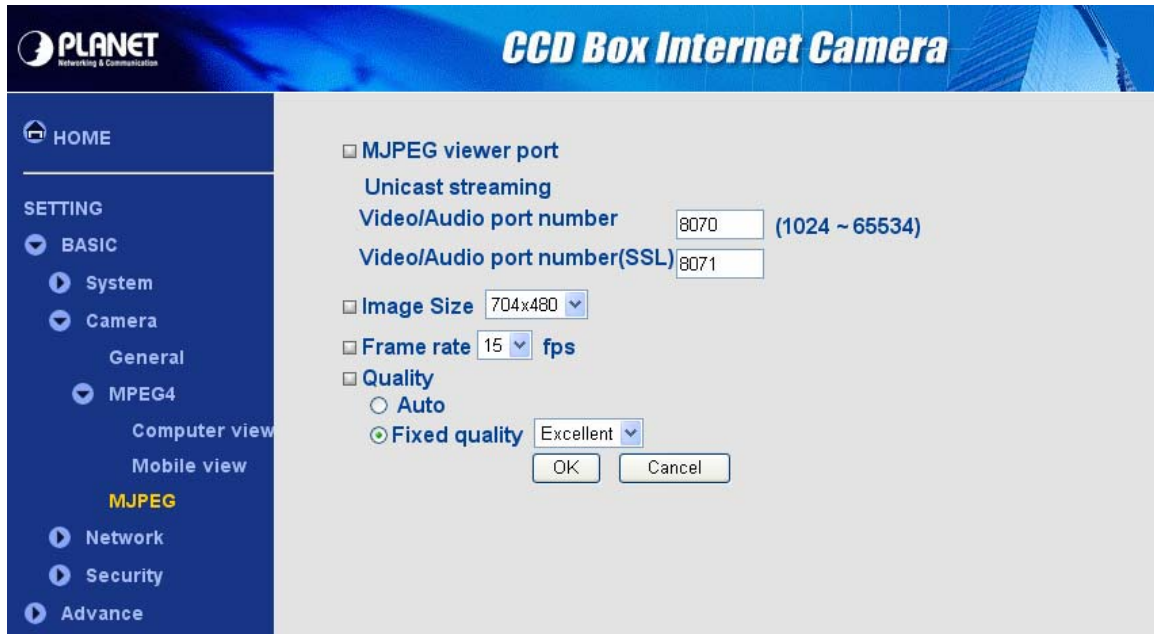 PLANET
Networking & Communication
CCD Box Internet Camera
HOME
SETTING
BASIC
System
Camera
General
MPEG4
Computer view
Mobile view
MJPEG
Network
Security
Advance
MJPEG viewer port
Unicast streaming
Video/Audio port number 8070 (1024 ~ 65534)
Video/Audio port number(SSL) 8071
Image Size 704x480
Frame rate 15 fps
Quality
Auto
Fixed quality Excellent
OK Cancel